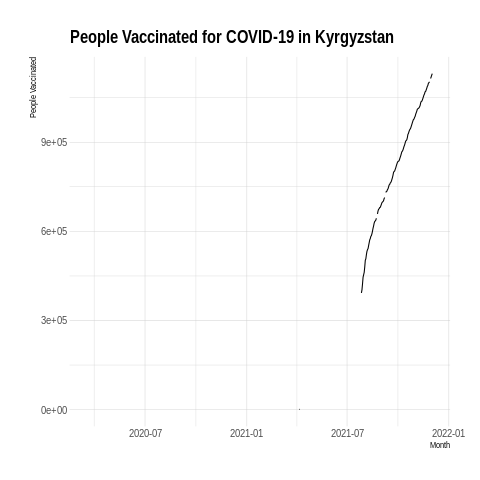 People Vaccinated for COVID-19 in Kyrgyzstan
People Vaccinated
9e+05
6e+05
3e+05
0e+00
2020-07 2021-01 2021-07 2022-01
Month